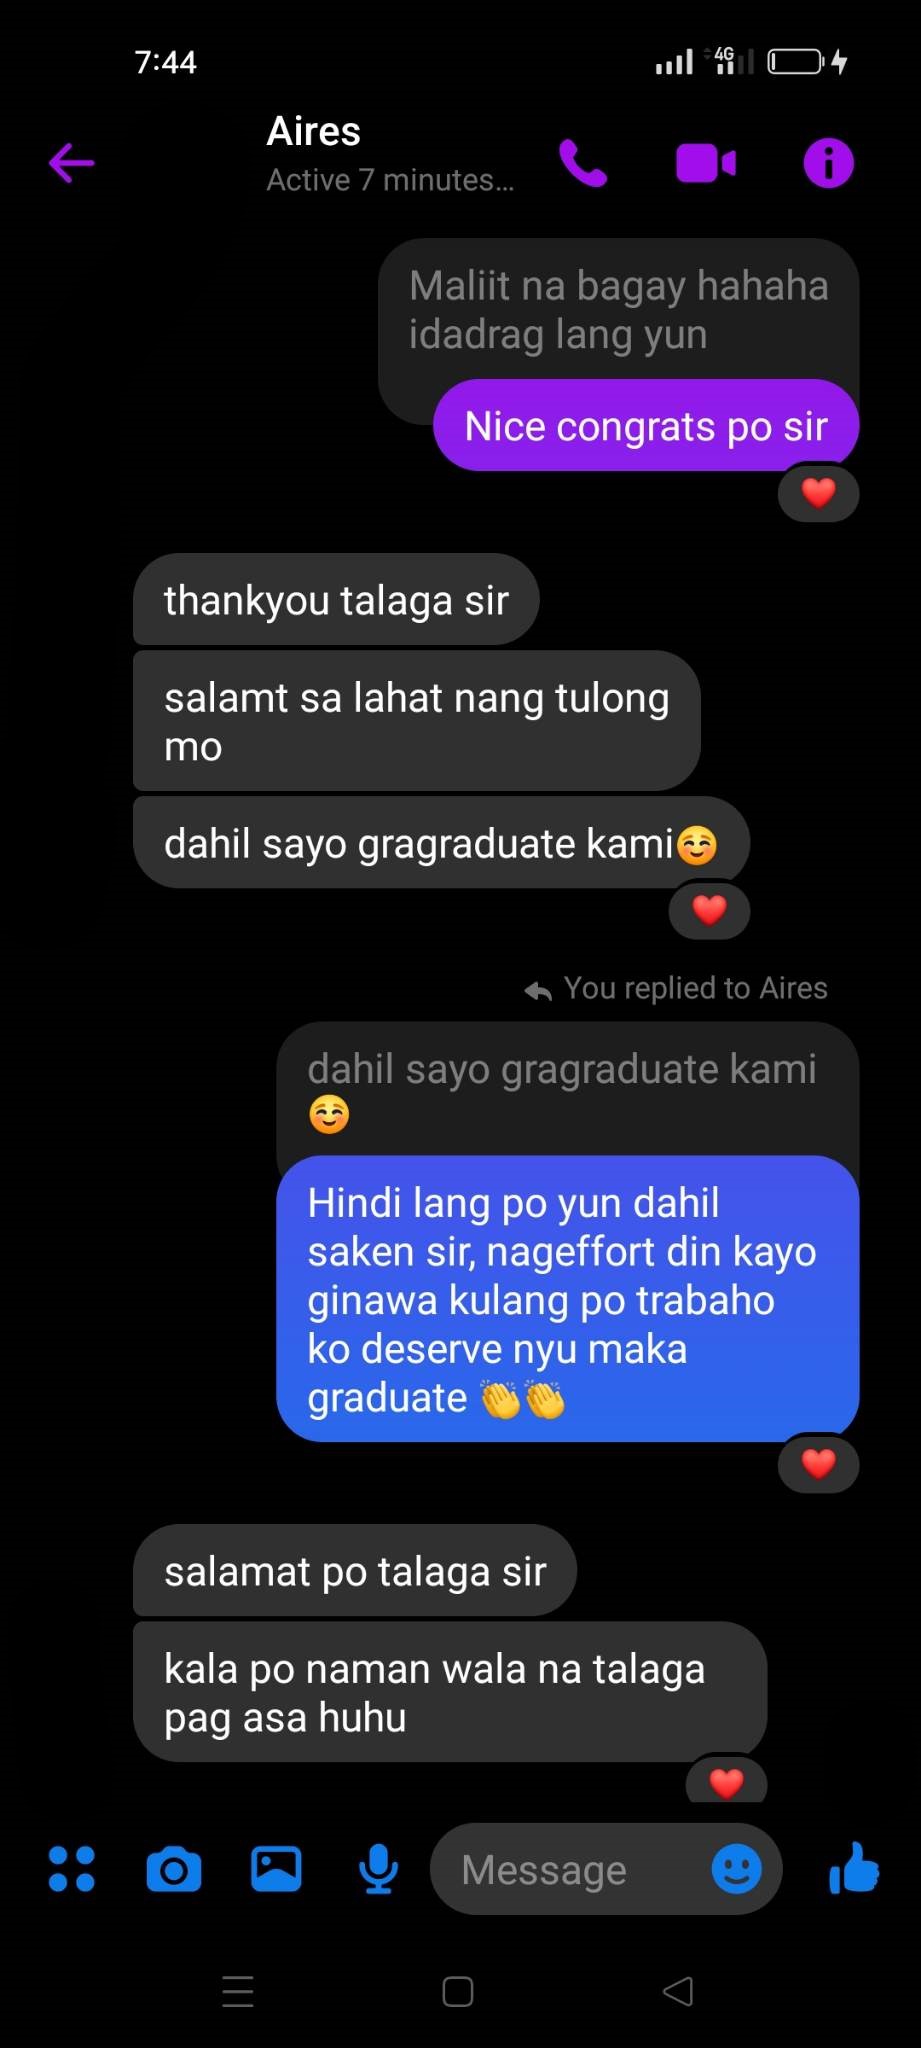 7:44
4G
Aires
Active 7 minutes...
Maliit na bagay hahaha
idadrag lang yun
Nice congrats po sir
thankyou talaga sir
salamt sa lahat nang tulong
mo
dahil sayo gragraduate kami
You replied to Aires
dahil sayo gragraduate kami
Hindi lang po yun dahil
saken sir, nageffort din kayo
ginawa kulang po trabaho
ko deserve nyu maka
graduate
salamat po talaga sir
kala po naman wala na talaga
pag asa huhu
Message